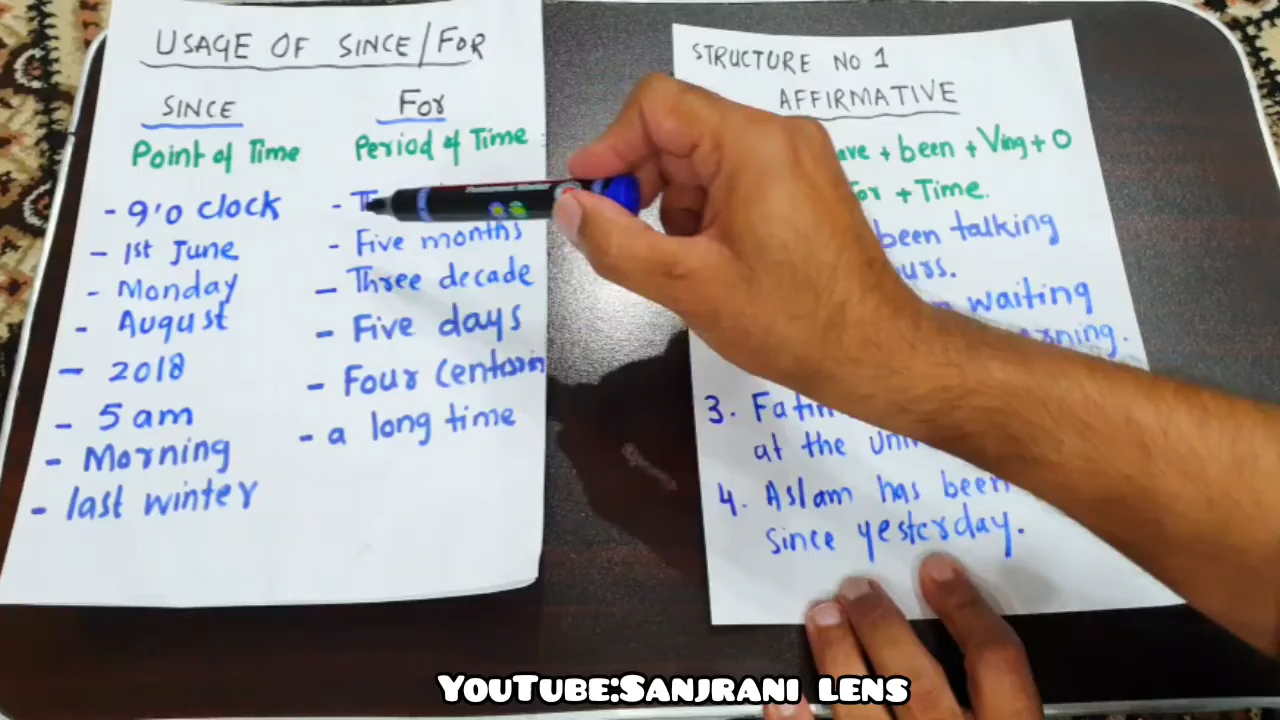 USAGE OF SINCE/FOR
SINCE
Point of Time
- 9'o clock
- 1st June
- Monday
- August
- 2018
- 5 am
- Morning
- last winter
FOR
Period of Time
- Five months
- Three decade
- Five days
- Four
- a long time
STRUCTURE NO 1
AFFIRMATIVE
+ been + Ving + O
+ Time.
been talking
waiting
3.
at the
4. Aslam has been
since yesterday.
YouTube:Sanjrani lens